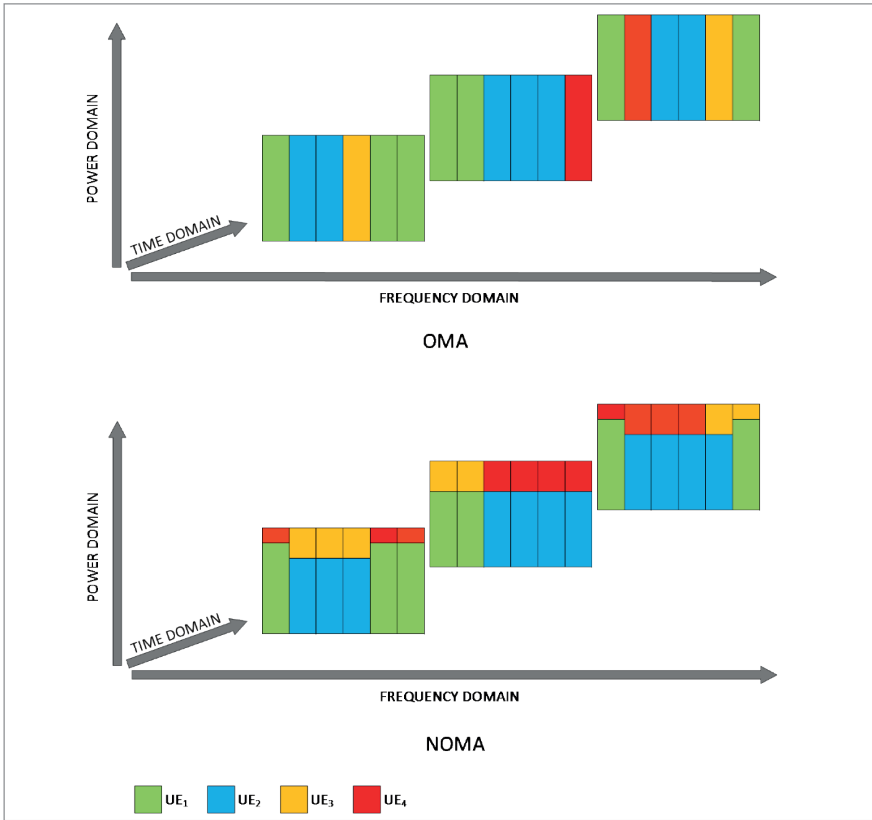 POWER DOMAIN
TIME DOMAIN
FREQUENCY DOMAIN
OMA
POWER DOMAIN
TIME DOMAIN
FREQUENCY DOMAIN
NOMA
UE₁ UE₂ UE₃ UE₄